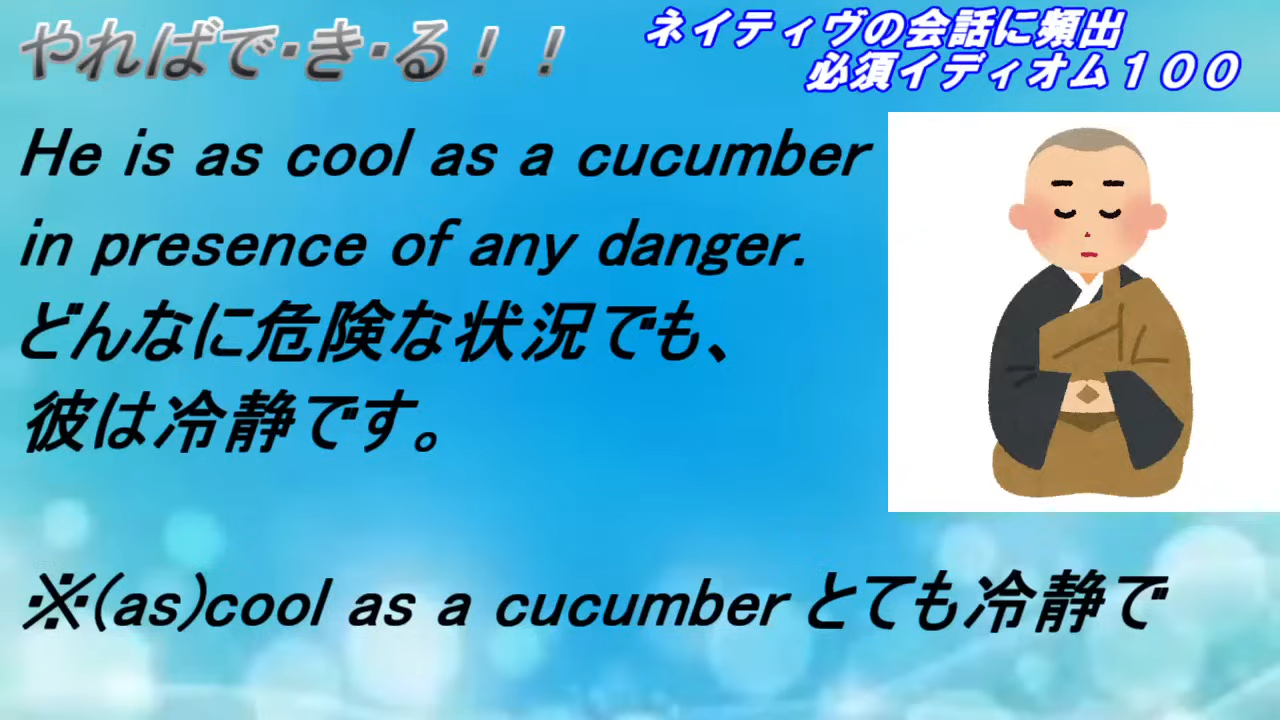 やればで・き・る！！
ネイティヴの会話に頻出
必須イディオム１００
He is as cool as a cucumber
in presence of any danger.
どんなに危険な状況でも、
彼は冷静です。
※(as)cool as a cucumber とても冷静で